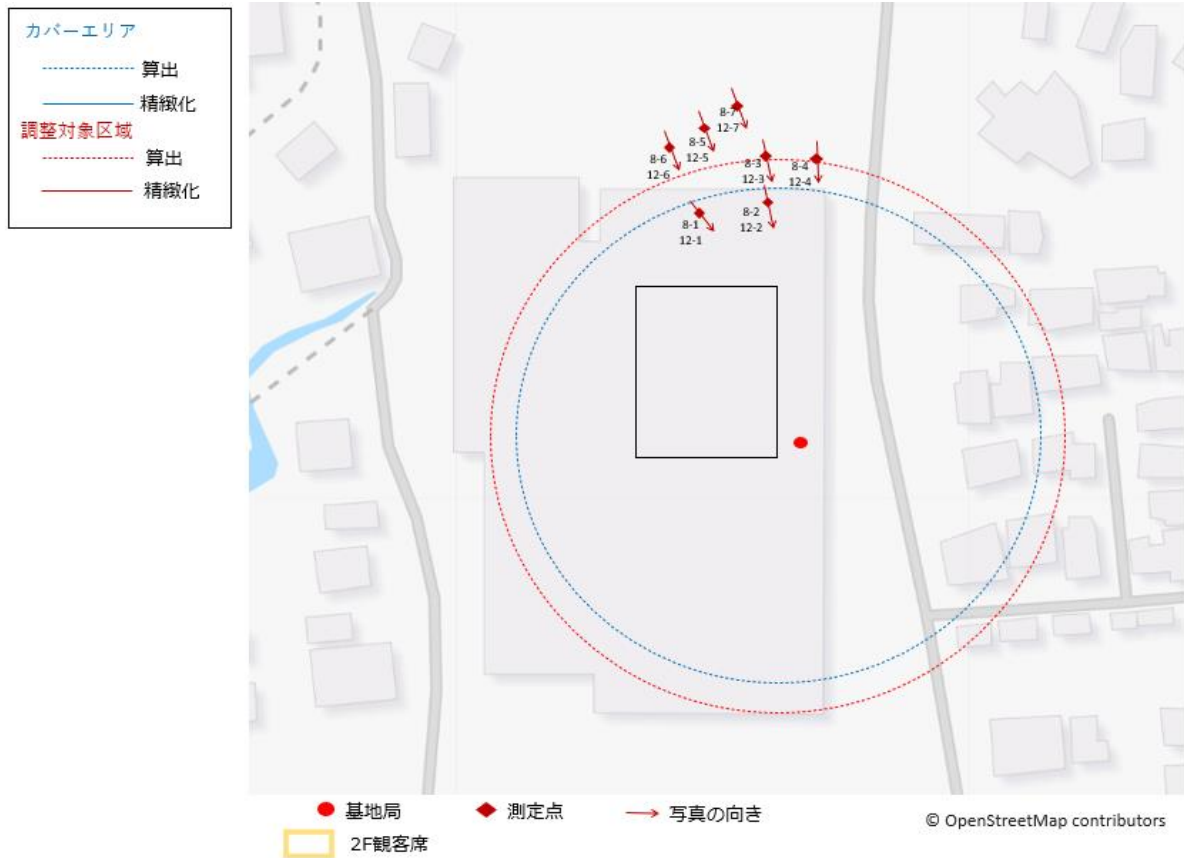 カバーエリア
算出
精緻化
調整対象区域
算出
精緻化
8-7
12-7
8-5
12-5
8-6
12-6
8-3
12-3
8-4
12-4
8-1
12-1
8-2
12-2
基地局
測定点
写真の向き
2F観客席
© OpenStreetMap contributors